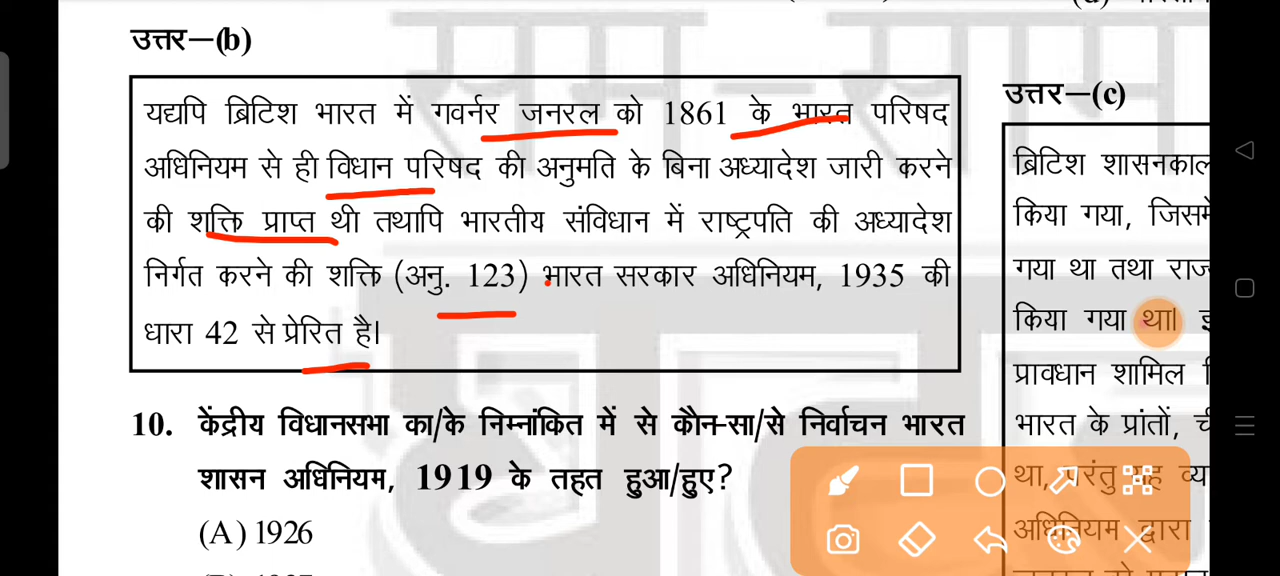 उत्तर–(b)
यद्यपि ब्रिटिश भारत में गवर्नर जनरल को 1861 के भारत परिषद
अधिनियम से ही विधान परिषद की अनुमति के बिना अध्यादेश जारी करने
की शक्ति प्राप्त थी तथापि भारतीय संविधान में राष्ट्रपति की अध्यादेश
निर्गत करने की शक्ति (अनु. 123) भारत सरकार अधिनियम, 1935 की
धारा 42 से प्रेरित है।
10. केंद्रीय विधानसभा का/के निम्नांकित में से कौन-सा/से निर्वाचन भारत
शासन अधिनियम, 1919 के तहत हुआ/हुए?
(A) 1926
उत्तर–(c)
ब्रिटिश शासनकाल
किया गया, जिसमें
गया था तथा
किया गया था।
प्रावधान शामिल
भारत के प्रांतों,
था, परंतु यह
अधिनियम द्वारा